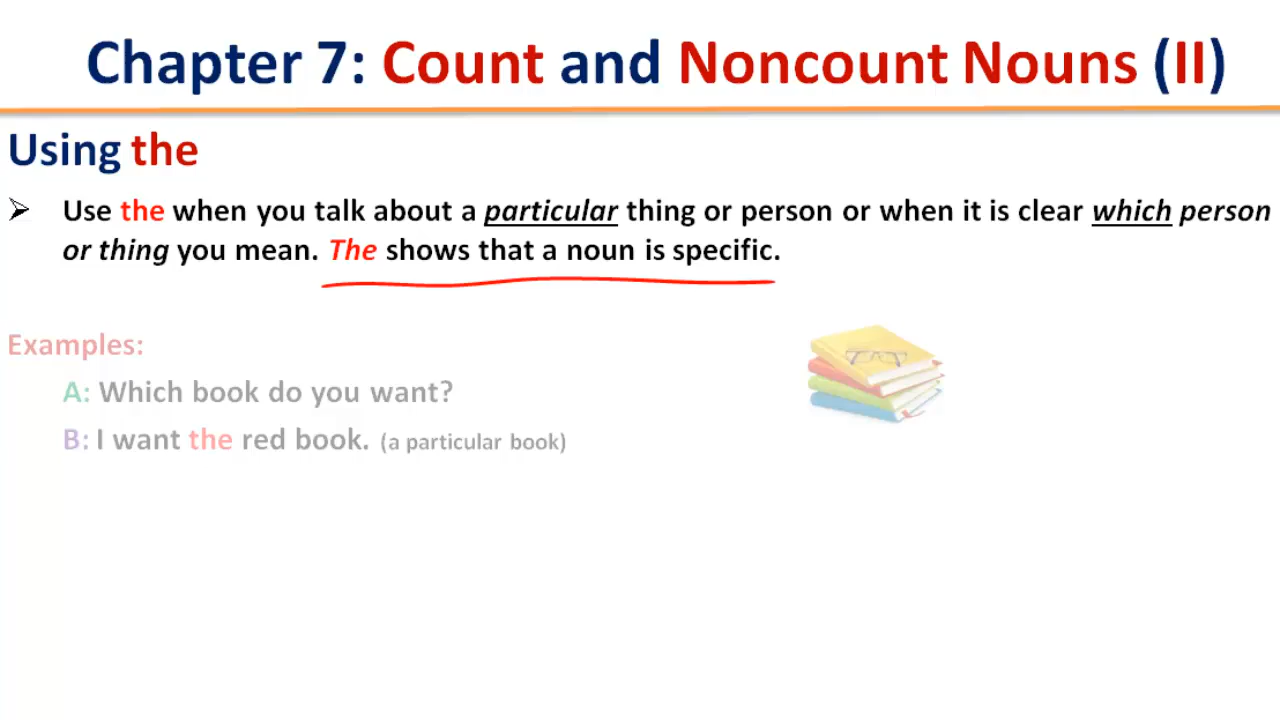 Chapter 7: Count and Noncount Nouns (II)
Using the
Use the when you talk about a particular thing or person or when it is clear which person
or thing you mean. The shows that a noun is specific.
Examples:
A: Which book do you want?
B: I want the red book. (a particular book)